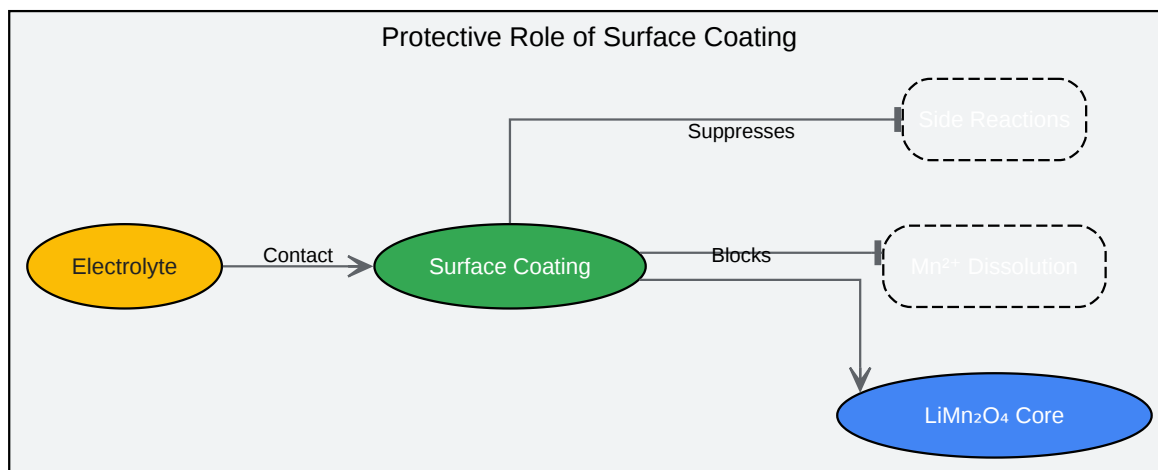 Protective Role of Surface Coating
Side Reactions
Suppresses
Electrolyte
Contact
Surface Coating
Blocks
Mn²⁺ Dissolution
LiMn₂O₄ Core